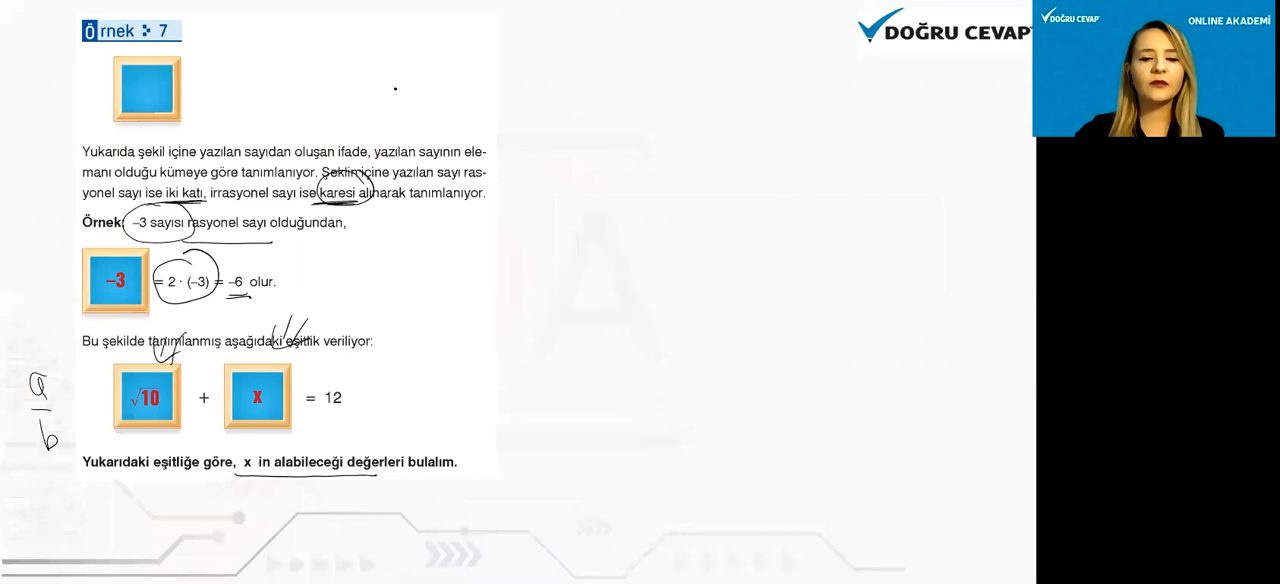 Örnek 7
Yukarıda şekil içine yazılan sayıdan oluşan ifade, yazılan sayının ele-
manı olduğu kümeye göre tanımlanıyor. Şeklin içine yazılan sayı ras-
yonel sayı ise iki katı, irrasyonel sayı ise karesi alınarak tanımlanıyor.
Örnek: –3 sayısı rasyonel sayı olduğundan,
–3 = 2 · (–3) = –6 olur.
Bu şekilde tanımlanmış aşağıdaki eşitlik veriliyor:
√10 + x = 12
Yukarıdaki eşitliğe göre, x in alabileceği değerleri bulalım.
a
b
DOĞRU CEVAP
DOĞRU CEVAP
ONLINE AKADEMİ